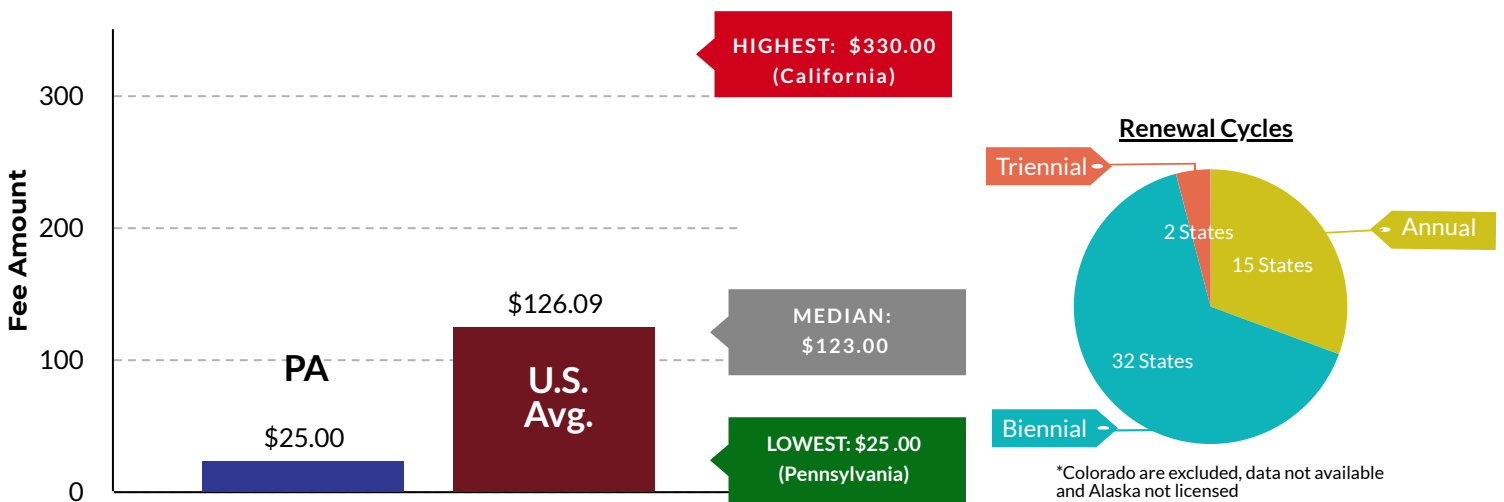 Fee Amount
300
200
100
0
PA
$25.00
$126.09
U.S.
Avg.
HIGHEST: $330.00
(California)
MEDIAN:
$123.00
LOWEST: $25 .00
(Pennsylvania)
Renewal Cycles
Triennial
2 States
Annual
15 States
32 States
Biennial
*Colorado are excluded, data not available
and Alaska not licensed